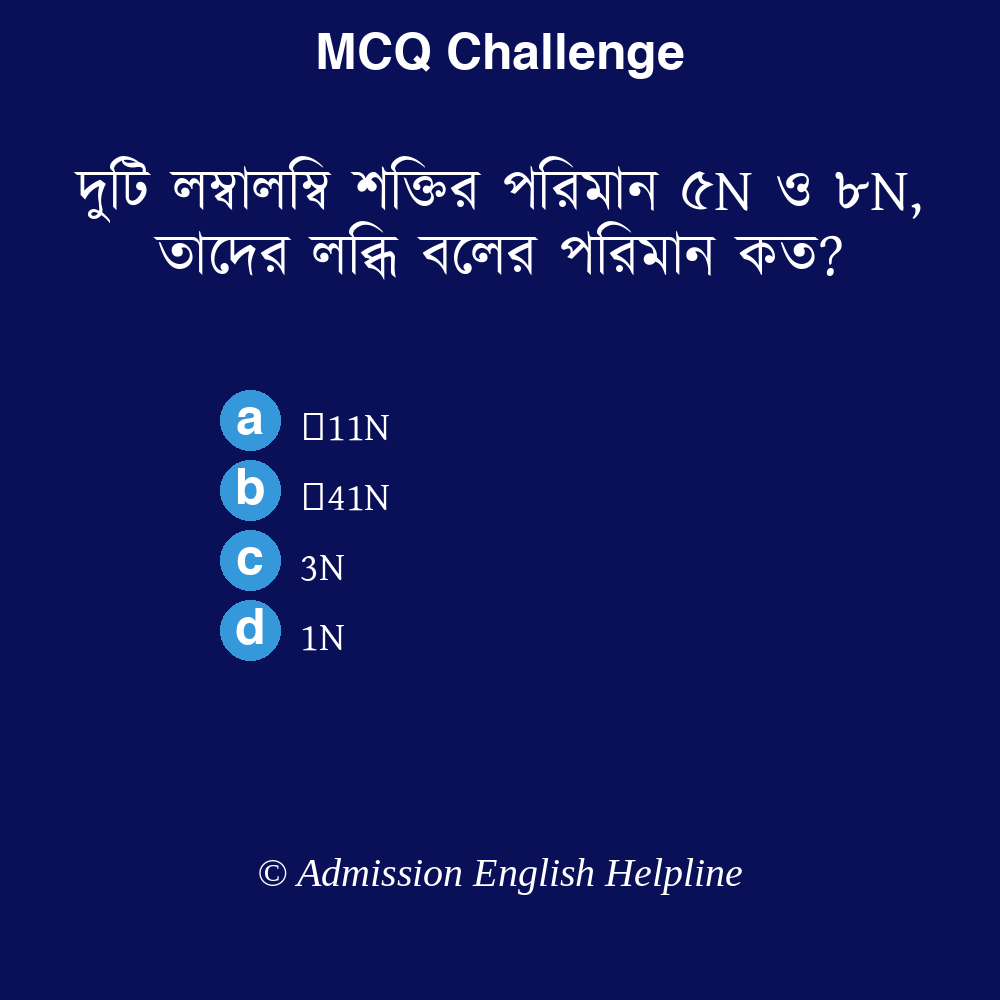 MCQ Challenge
দুটি লম্বালম্বি শক্তির পরিমান ৫N ও ৮N,
তাদের লব্ধি বলের পরিমান কত?
a □11N
b □41N
c 3N
d 1N
© Admission English Helpline